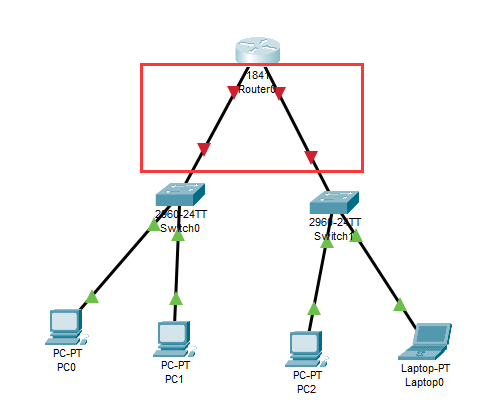 1841
Router0
2960-24TT
Switch0
2960-24TT
Switch1
PC-PT
PC0
PC-PT
PC1
PC-PT
PC2
Laptop-PT
Laptop0